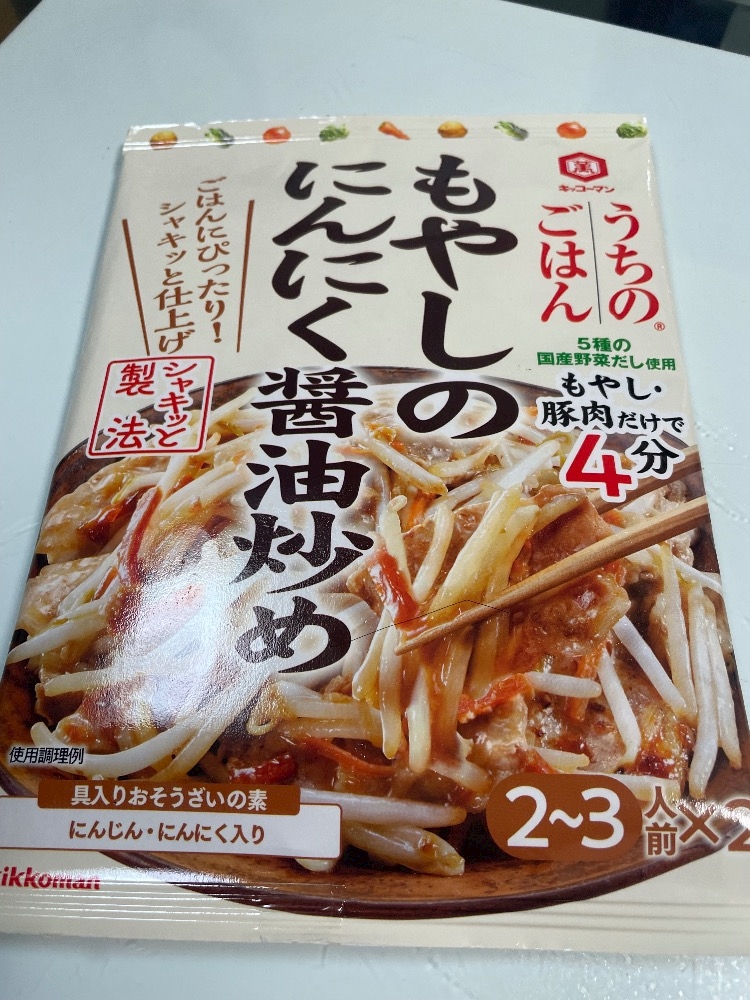 萬
キッコーマン
うちの®
ごはん
5種の
国産野菜だし使用
もやし・
豚肉だけで
4分
もやしの
にんにく醤油炒め
ごはんにぴったり!
シャキッと仕上げ
シャキッと
製法
使用調理例
具入りおそうざいの素
にんじん・にんにく入り
2~3人前×2
ikkoman